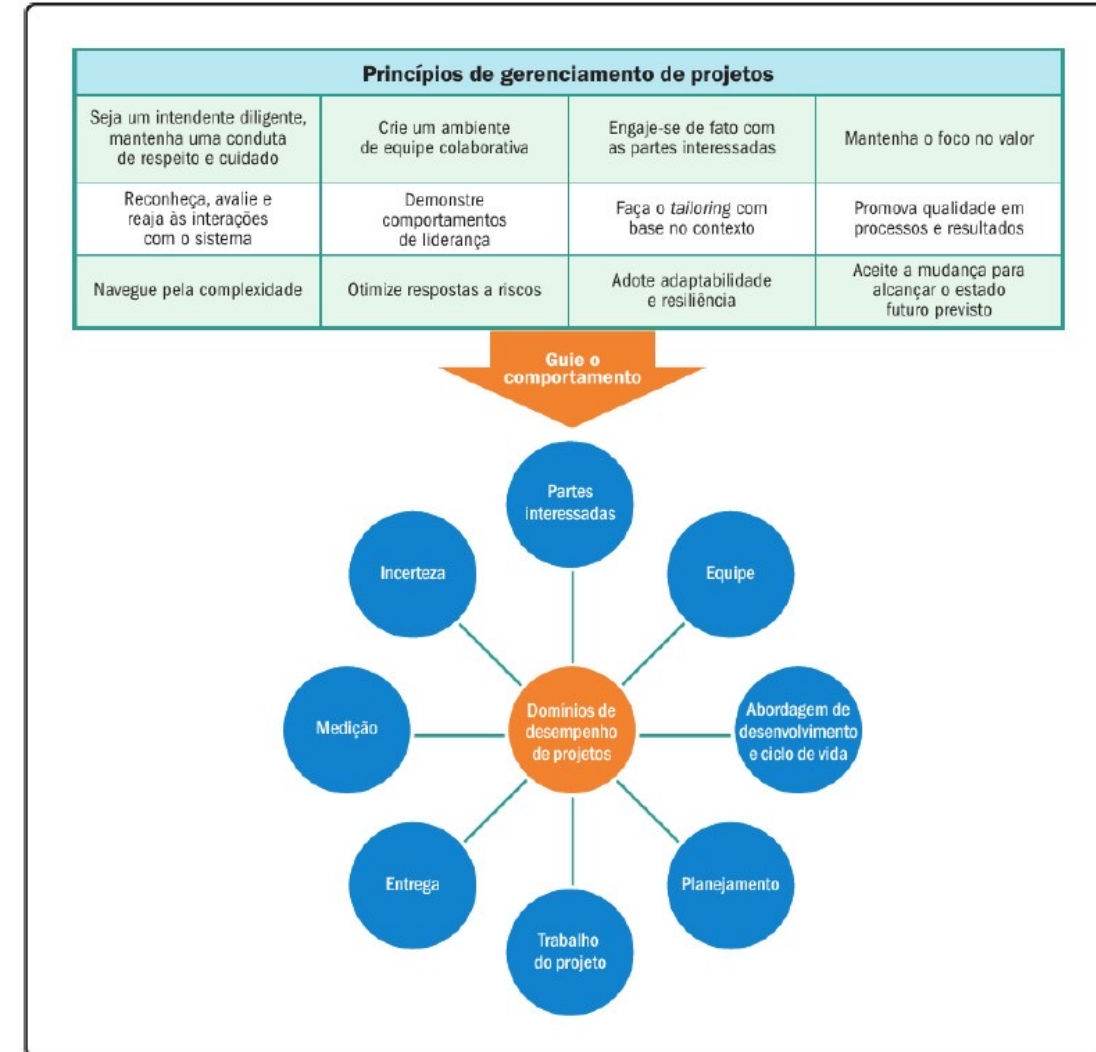 Princípios de gerenciamento de projetos
Seja um intendente diligente,
mantenha uma conduta
de respeito e cuidado
Crie um ambiente
de equipe colaborativa
Engaje-se de fato com
as partes interessadas
Mantenha o foco no valor
Reconheça, avalie e
reaja às interações
com o sistema
Demonstre
comportamentos
de liderança
Faça o tailoring com
base no contexto
Promova qualidade em
processos e resultados
Navegue pela complexidade
Otimize respostas a riscos
Adote adaptabilidade
e resiliência
Aceite a mudança para
alcançar o estado
futuro previsto
Guie o
comportamento
Partes
interessadas
Incerteza
Equipe
Medição
Domínios de
desempenho
de projetos
Abordagem de
desenvolvimento
e ciclo de vida
Entrega
Planejamento
Trabalho
do projeto